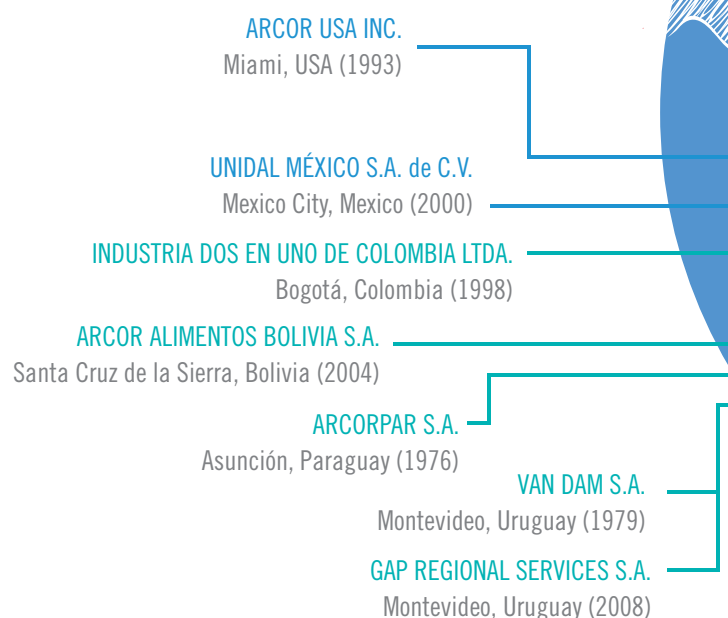 ARCOR USA INC.
Miami, USA (1993)
UNIDAL MÉXICO S.A. de C.V.
Mexico City, Mexico (2000)
INDUSTRIA DOS EN UNO DE COLOMBIA LTDA.
Bogotá, Colombia (1998)
ARCOR ALIMENTOS BOLIVIA S.A.
Santa Cruz de la Sierra, Bolivia (2004)
ARCORPAR S.A.
Asunción, Paraguay (1976)
VAN DAM S.A.
Montevideo, Uruguay (1979)
GAP REGIONAL SERVICES S.A.
Montevideo, Uruguay (2008)